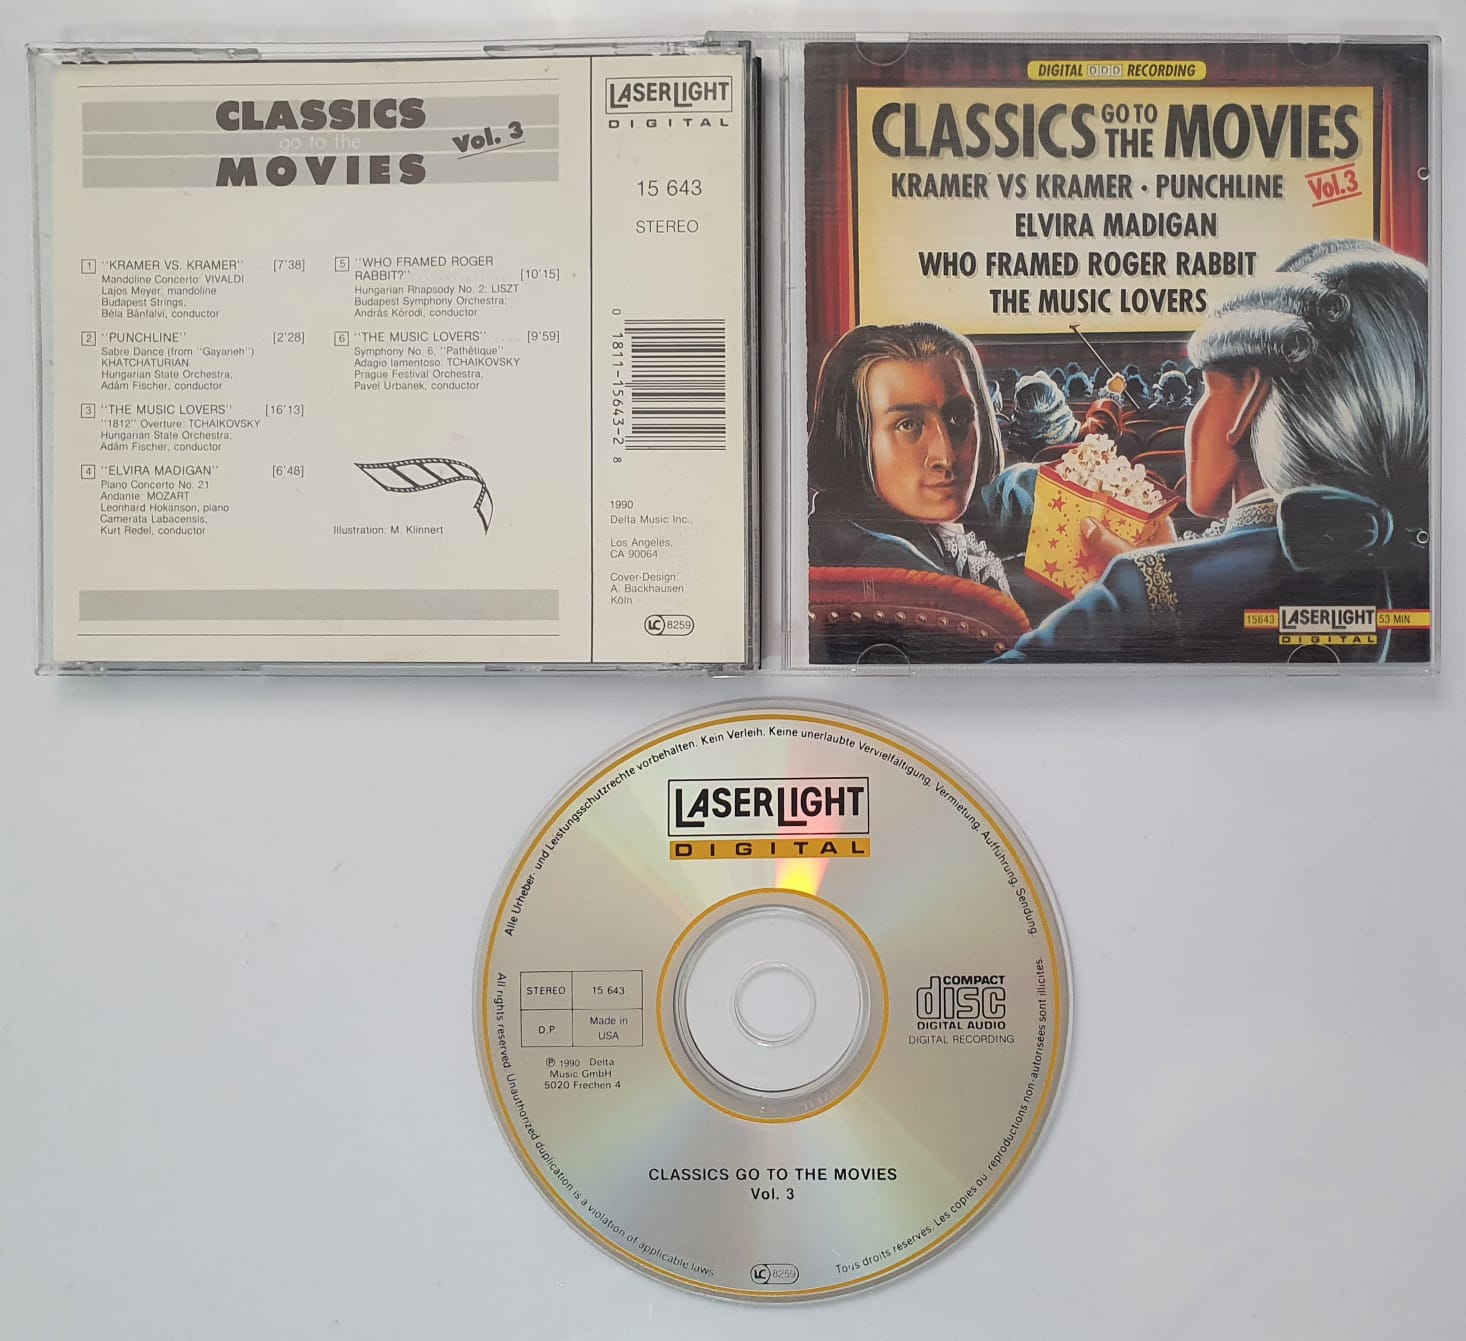 CLASSICS
go to the
MOVIES
Vol. 3
1 "KRAMER VS. KRAMER" [7'38]
Mandoline Concerto: VIVALDI
Lajos Meyer, mandoline
Budapest Strings,
Béla Bánfalvi, conductor
2 "PUNCHLINE" [2'28]
Sabre Dance (from "Gayaneh")
KHATCHATURIAN
Hungarian State Orchestra,
Adám Fischer, conductor
3 "THE MUSIC LOVERS" [16'13]
"1812" Overture: TCHAIKOVSKY
Hungarian State Orchestra,
Adám Fischer, conductor
4 "ELVIRA MADIGAN" [6'48]
Piano Concerto No. 21
Andante: MOZART
Leonhard Hokanson, piano
Camerata Labacensis,
Kurt Redel, conductor
5 "WHO FRAMED ROGER
RABBIT?" [10'15]
Hungarian Rhapsody No. 2: LISZT
Budapest Symphony Orchestra;
András Kórodi, conductor
6 "THE MUSIC LOVERS" [9'59]
Symphony No. 6, "Pathétique"
Adagio lamentoso: TCHAIKOVSKY
Prague Festival Orchestra,
Pavel Urbanek, conductor
Illustration: M. Klinnert
LASERLIGHT
DIGITAL
15 643
STEREO
0 1811-15643-2 8
1990
Delta Music Inc.,
Los Angeles,
CA 90064
Cover-Design:
A. Backhausen
Köln
LC 8259
DIGITAL DDD RECORDING
CLASSICS GO TO THE MOVIES
KRAMER VS KRAMER · PUNCHLINE Vol.3
ELVIRA MADIGAN
WHO FRAMED ROGER RABBIT
THE MUSIC LOVERS
15643 LASERLIGHT 53 MIN
DIGITAL
Alle Urheber- und Leistungsschutzrechte vorbehalten. Kein Verleih. Keine unerlaubte Vervielfältigung, Vermietung, Aufführung, Sendung.
LASERLIGHT
DIGITAL
STEREO 15 643
D.P. Made in
USA
℗ 1990 Delta
Music GmbH
5020 Frechen 4
COMPACT
disc
DIGITAL AUDIO
DIGITAL RECORDING
CLASSICS GO TO THE MOVIES
Vol. 3
LC 8259
All rights reserved. Unauthorized duplication is a violation of applicable laws.
Tous droits réservés. Les copies ou reproductions non-autorisées sont illicites.